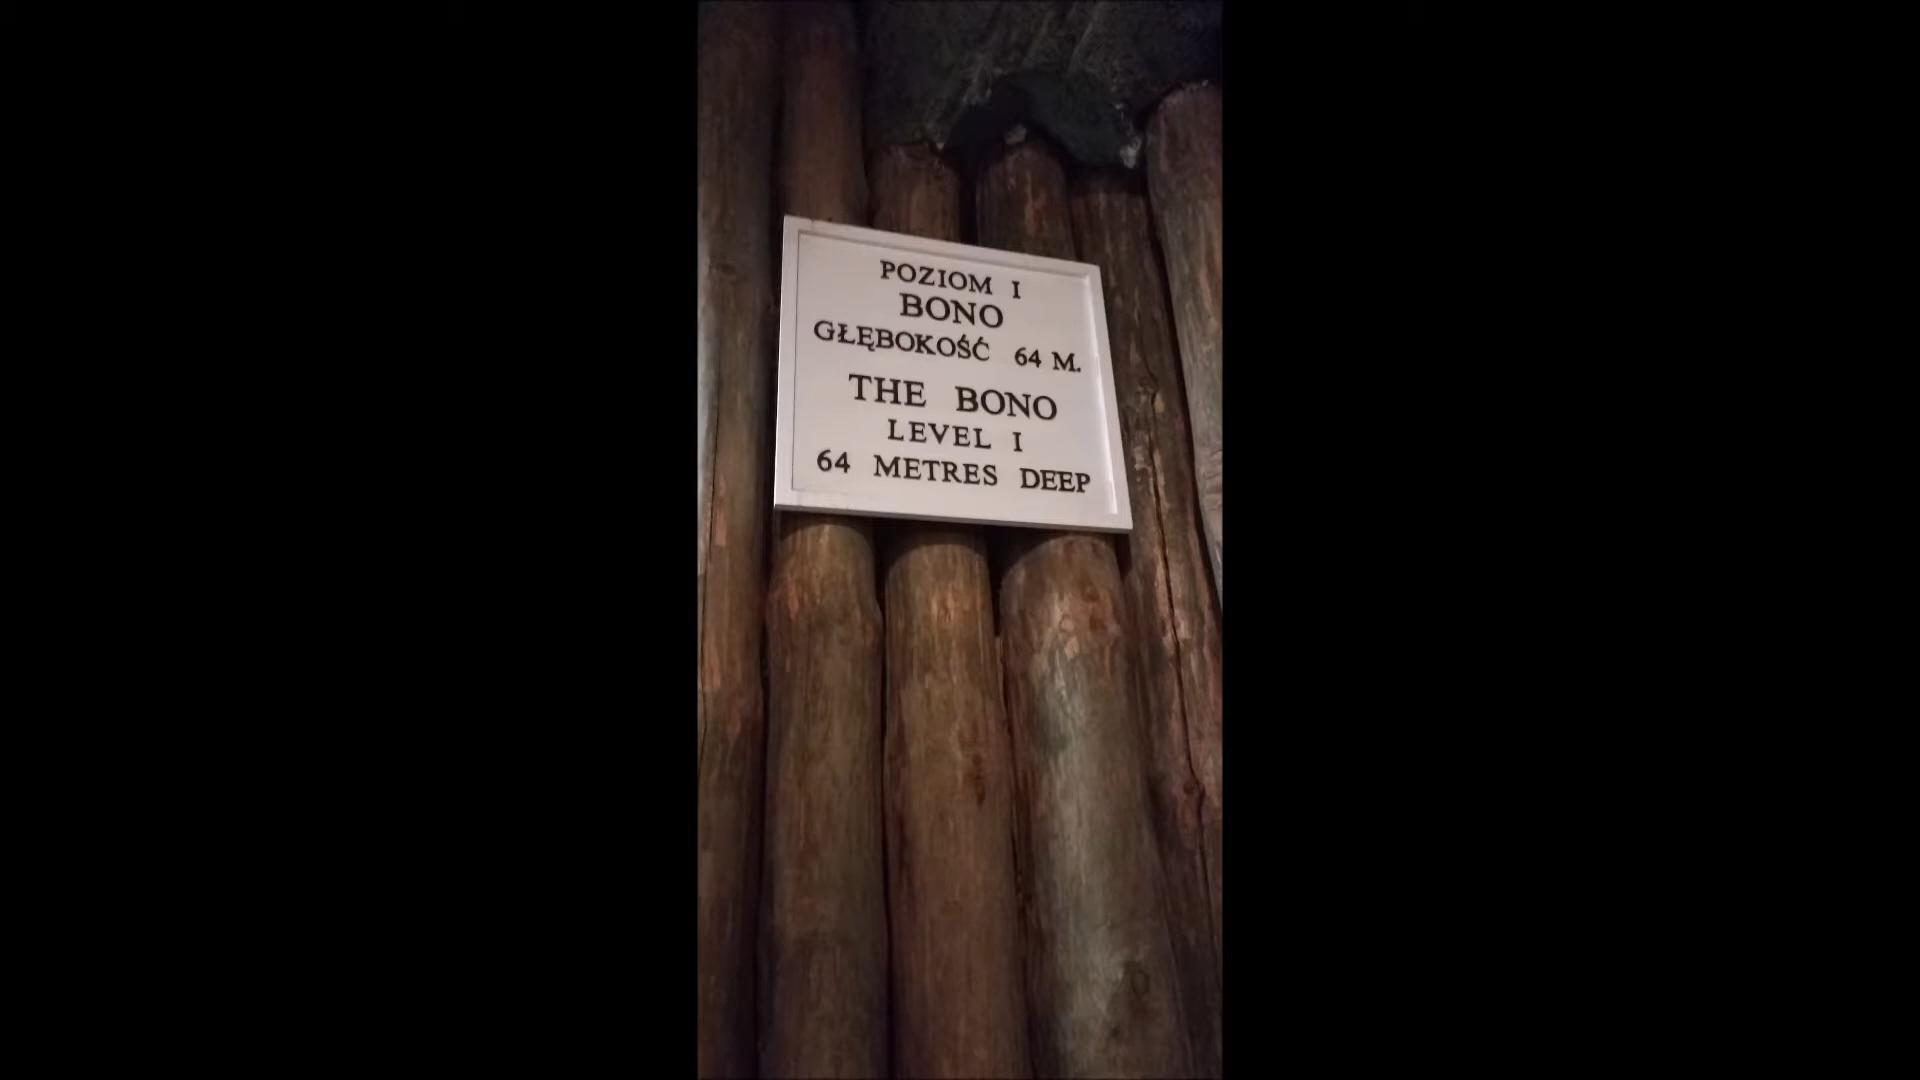 POZIOM I
BONO
GŁĘBOKOŚĆ 64 M.
THE BONO
LEVEL I
64 METRES DEEP